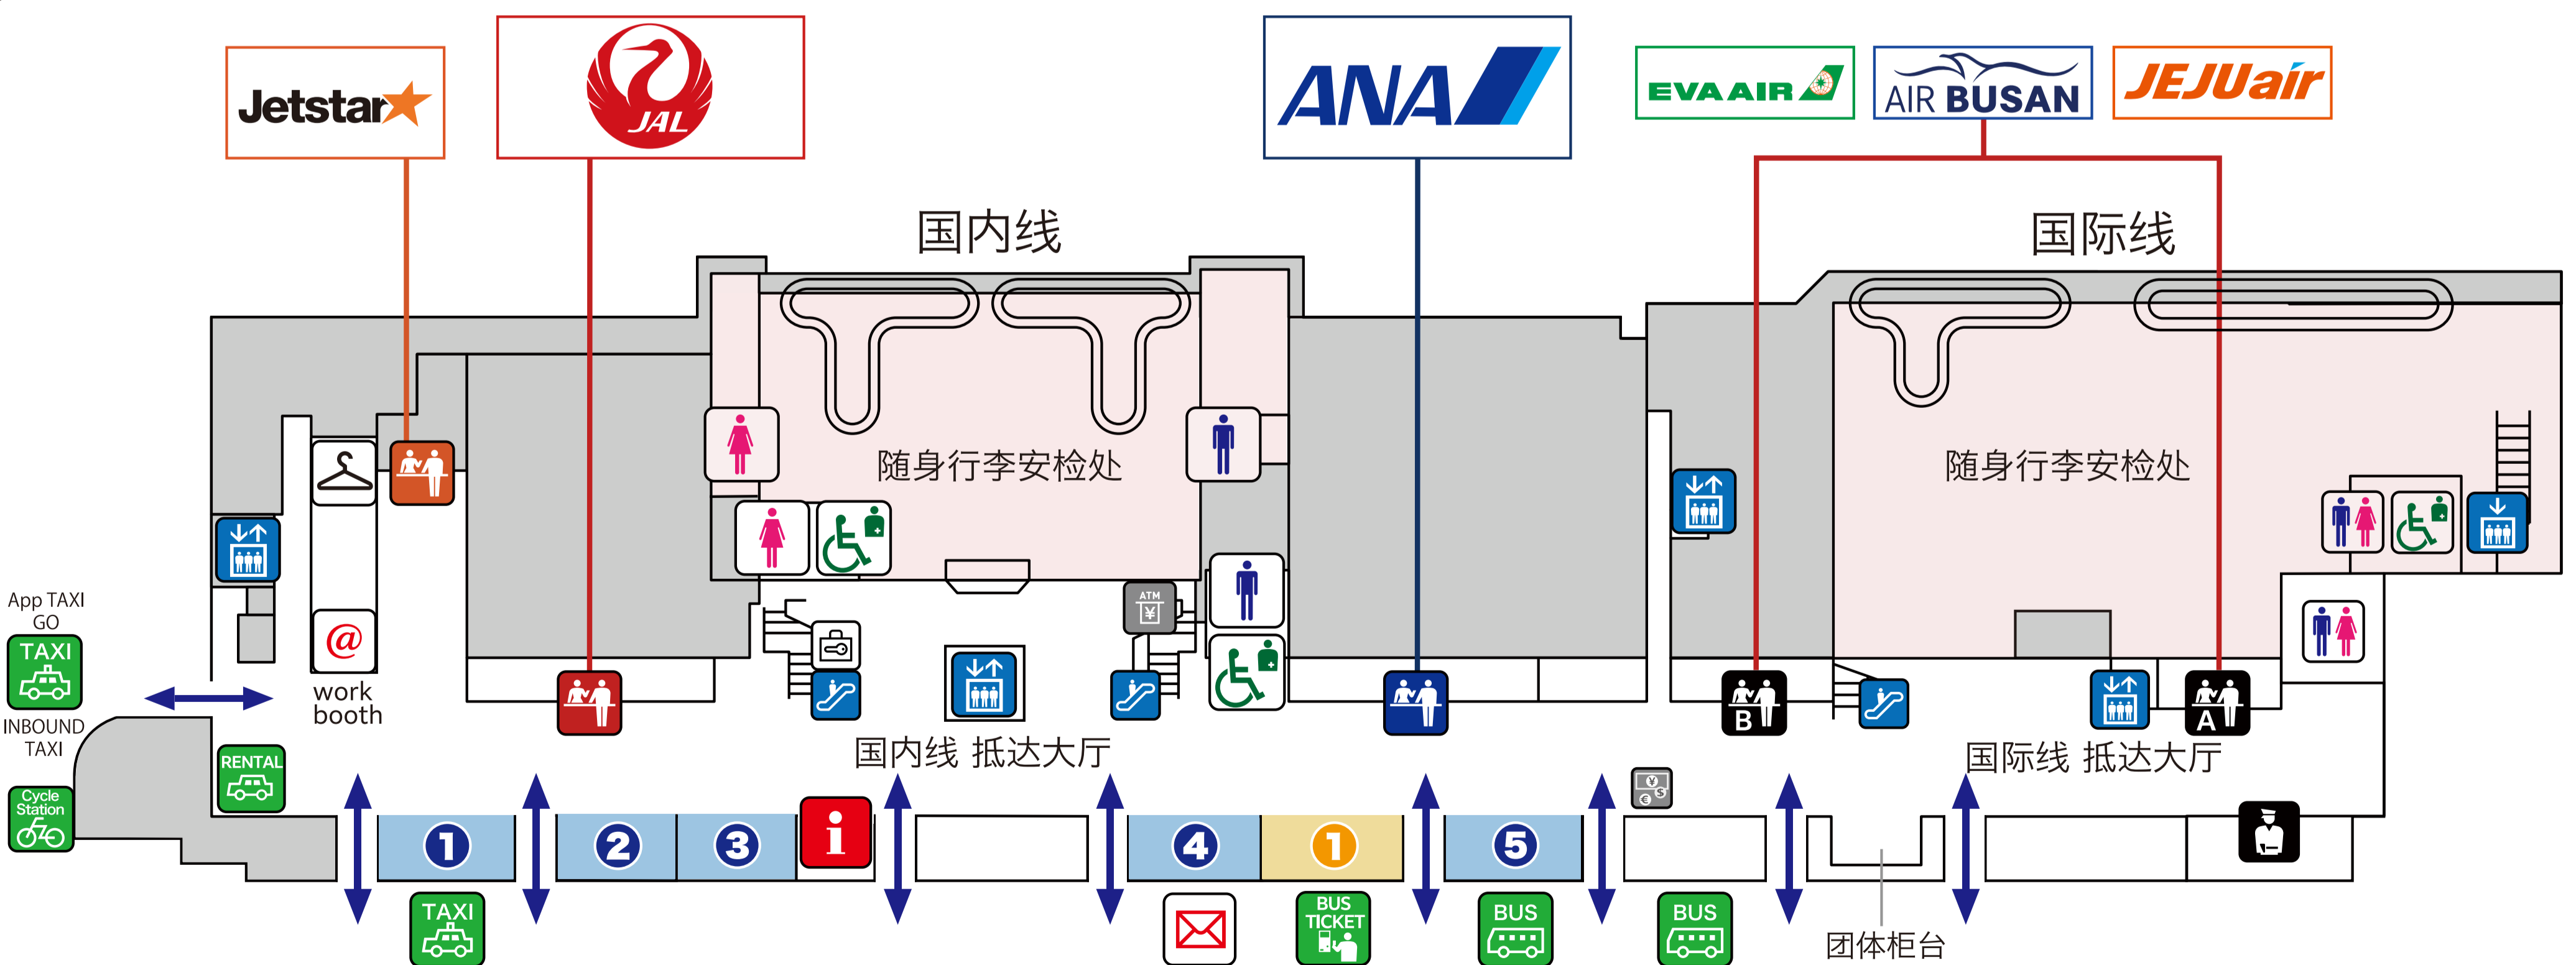 Jetstar
JAL
ANA
EVA AIR
AIR BUSAN
JEJUair
国内线
国际线
随身行李安检处
随身行李安检处
ATM
¥
@
work
booth
App TAXI
GO
TAXI
INBOUND
TAXI
Cycle
Station
RENTAL
B
A
国内线 抵达大厅
国际线 抵达大厅
¥
$
€
1
2
3
i
4
1
5
TAXI
BUS
TICKET
BUS
BUS
团体柜台